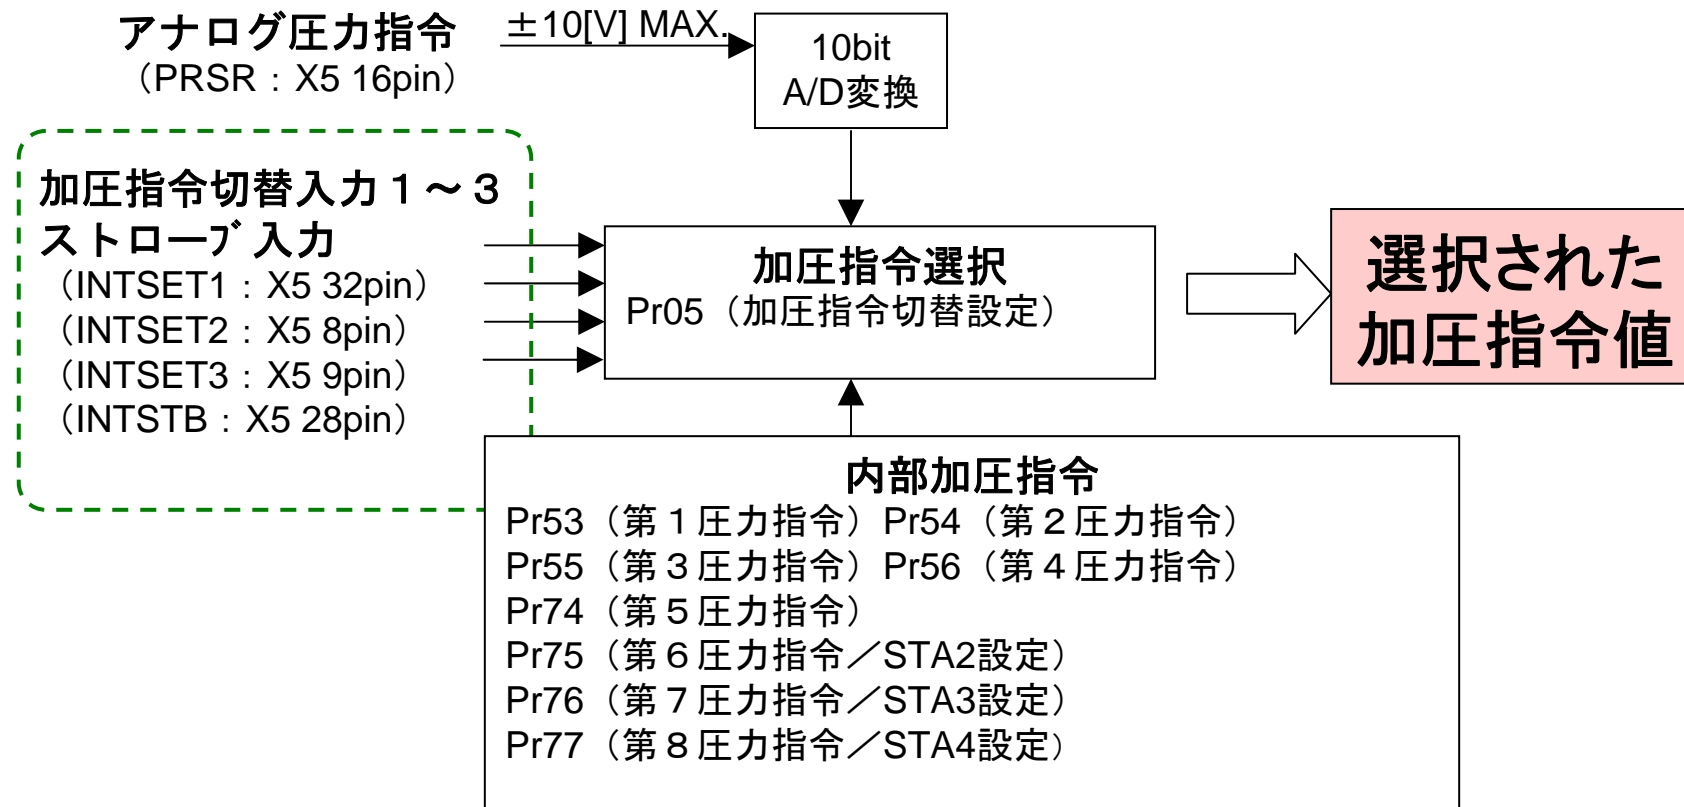 アナログ圧力指令
（PRSR：X5 16pin）
±10[V] MAX.
10bit
A/D変換
加圧指令切替入力１～３
ストローブ入力
（INTSET1：X5 32pin）
（INTSET2：X5 8pin）
（INTSET3：X5 9pin）
（INTSTB：X5 28pin）
加圧指令選択
Pr05（加圧指令切替設定）
選択された
加圧指令値
内部加圧指令
Pr53（第１圧力指令）Pr54（第２圧力指令）
Pr55（第３圧力指令）Pr56（第４圧力指令）
Pr74（第５圧力指令）
Pr75（第６圧力指令／STA2設定）
Pr76（第７圧力指令／STA3設定）
Pr77（第８圧力指令／STA4設定）